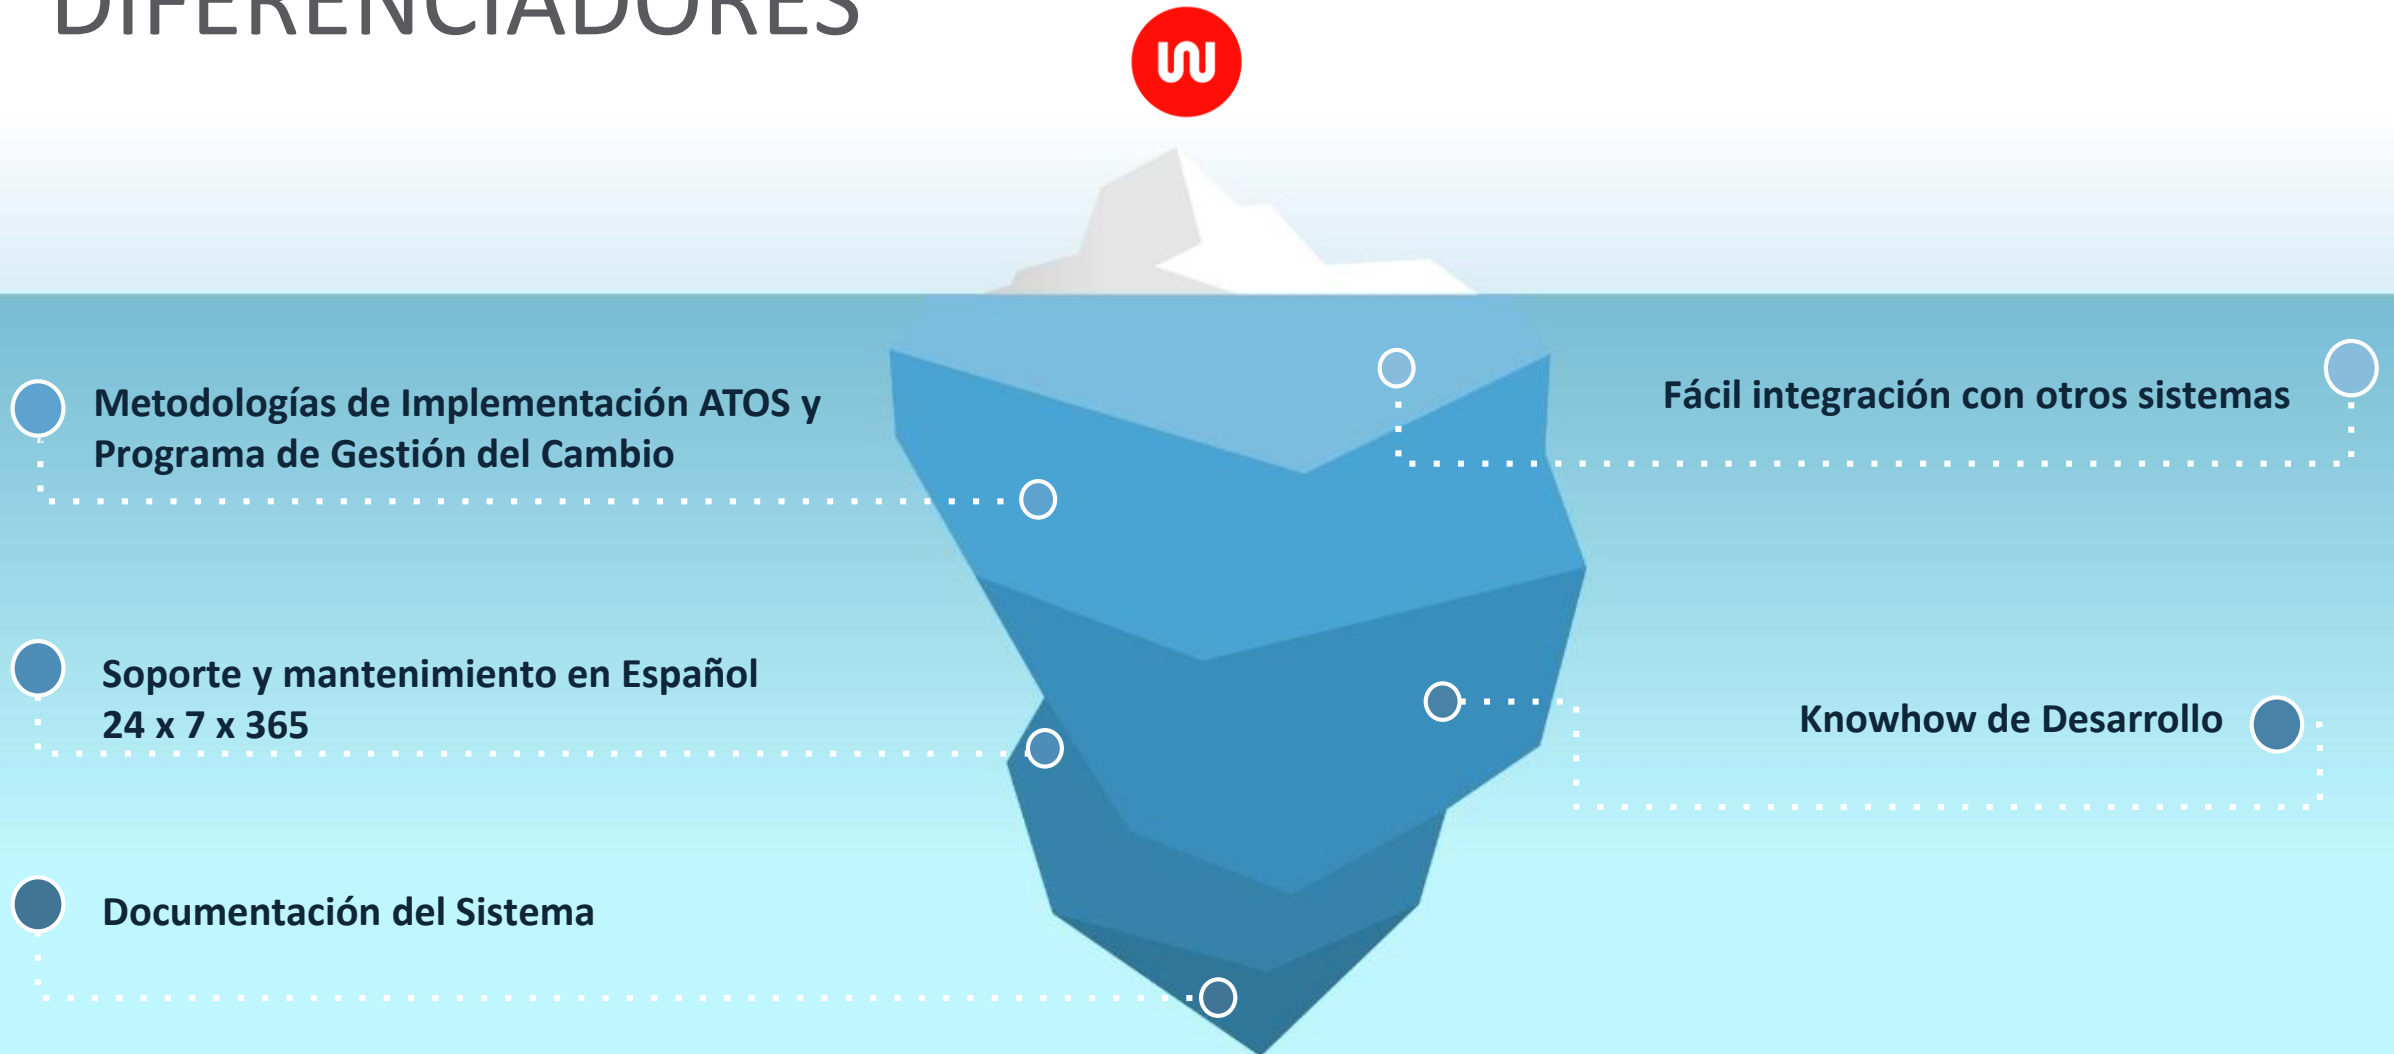 DIFERENCIADORES
Metodologías de Implementación ATOS y
Programa de Gestión del Cambio
Fácil integración con otros sistemas
Soporte y mantenimiento en Español
24 x 7 x 365
Knowhow de Desarrollo
Documentación del Sistema